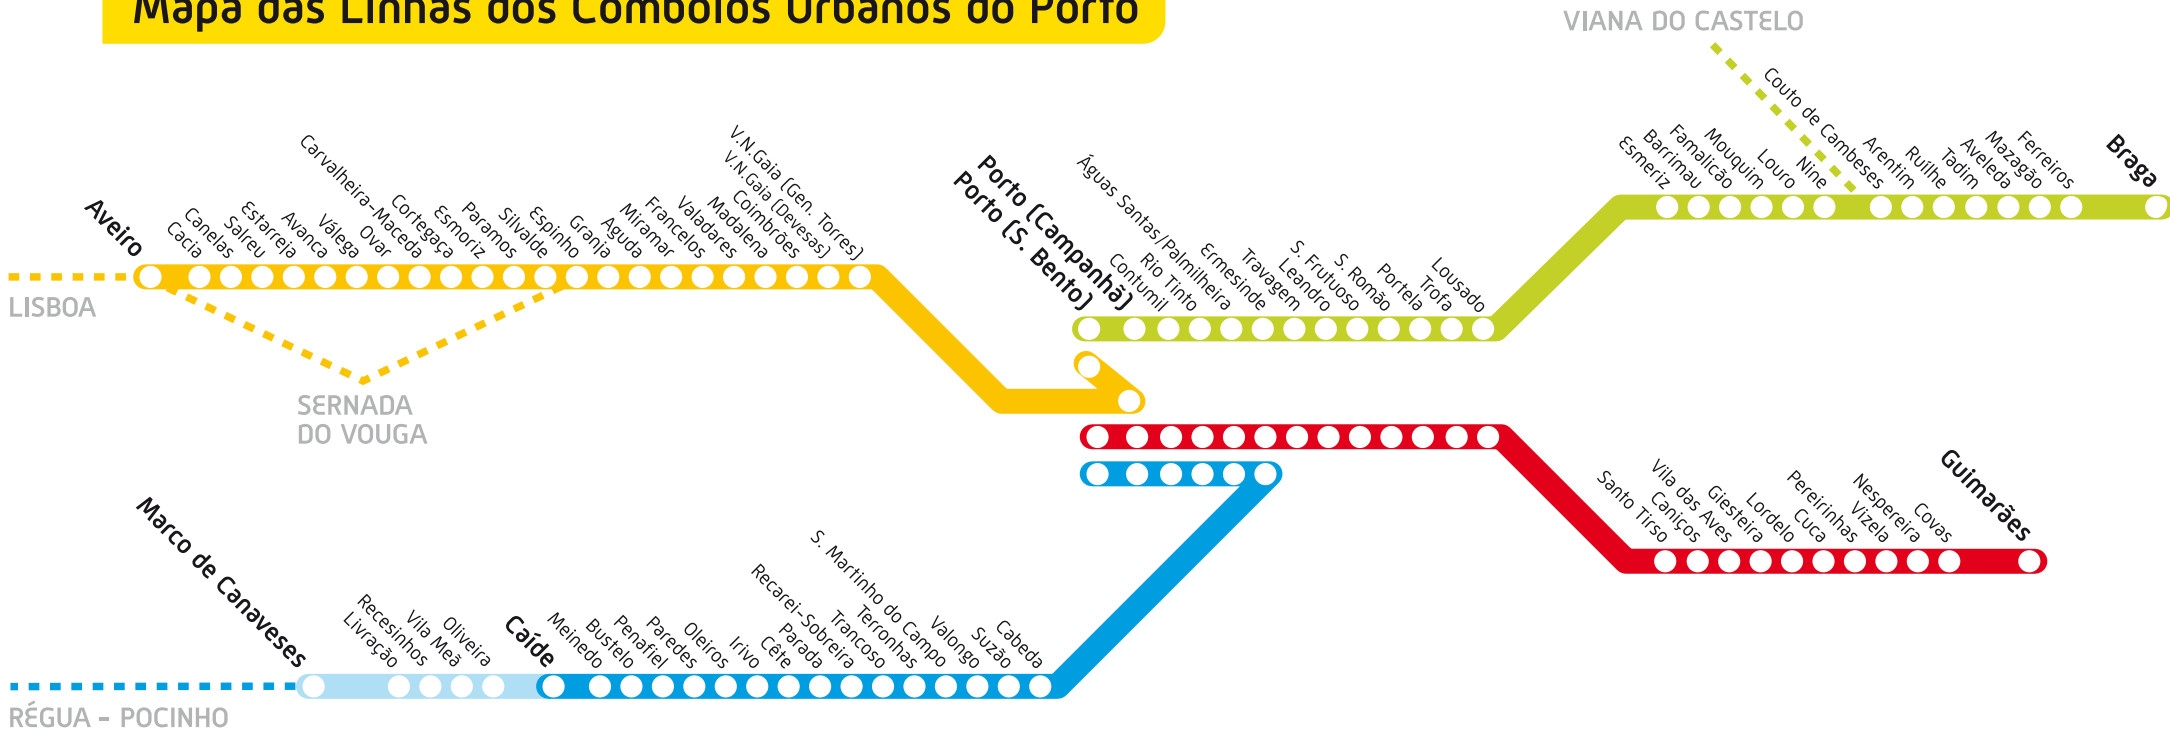 Mapa das Linhas dos Comboios Urbanos do Porto
VIANA DO CASTELO
LISBOA
SERNADA
DO VOUGA
RÉGUA - POCINHO
Aveiro
Cacia
Canelas
Salreu
Estarreja
Avanca
Válega
Ovar
Carvalheira-Maceda
Cortegaça
Esmoriz
Paramos
Silvalde
Espinho
Granja
Aguda
Miramar
Francelos
Valadares
Madalena
Coimbrões
V.N.Gaia (Devesas)
V.N.Gaia (Gen. Torres)
Porto (S. Bento)
Porto (Campanhã)
Contumil
Rio Tinto
Águas Santas/Palmilheira
Ermesinde
Travagem
Leandro
S. Frutuoso
S. Romão
Portela
Trofa
Lousado
Esmeriz
Barrimau
Famalicão
Mouquim
Louro
Nine
Couto de Cambeses
Arentim
Ruilhe
Tadim
Aveleda
Mazagão
Ferreiros
Braga
Santo Tirso
Caniços
Vila das Aves
Giesteira
Lordelo
Cuca
Pereirinhas
Vizela
Nespereira
Covas
Guimarães
Marco de Canaveses
Livração
Recesinhos
Vila Meã
Oliveira
Caíde
Meinedo
Bustelo
Penafiel
Paredes
Oleiros
Irivo
Cête
Parada
Recarei-Sobreira
Trancoso
Terronhas
S. Martinho do Campo
Valongo
Suzão
Cabeda